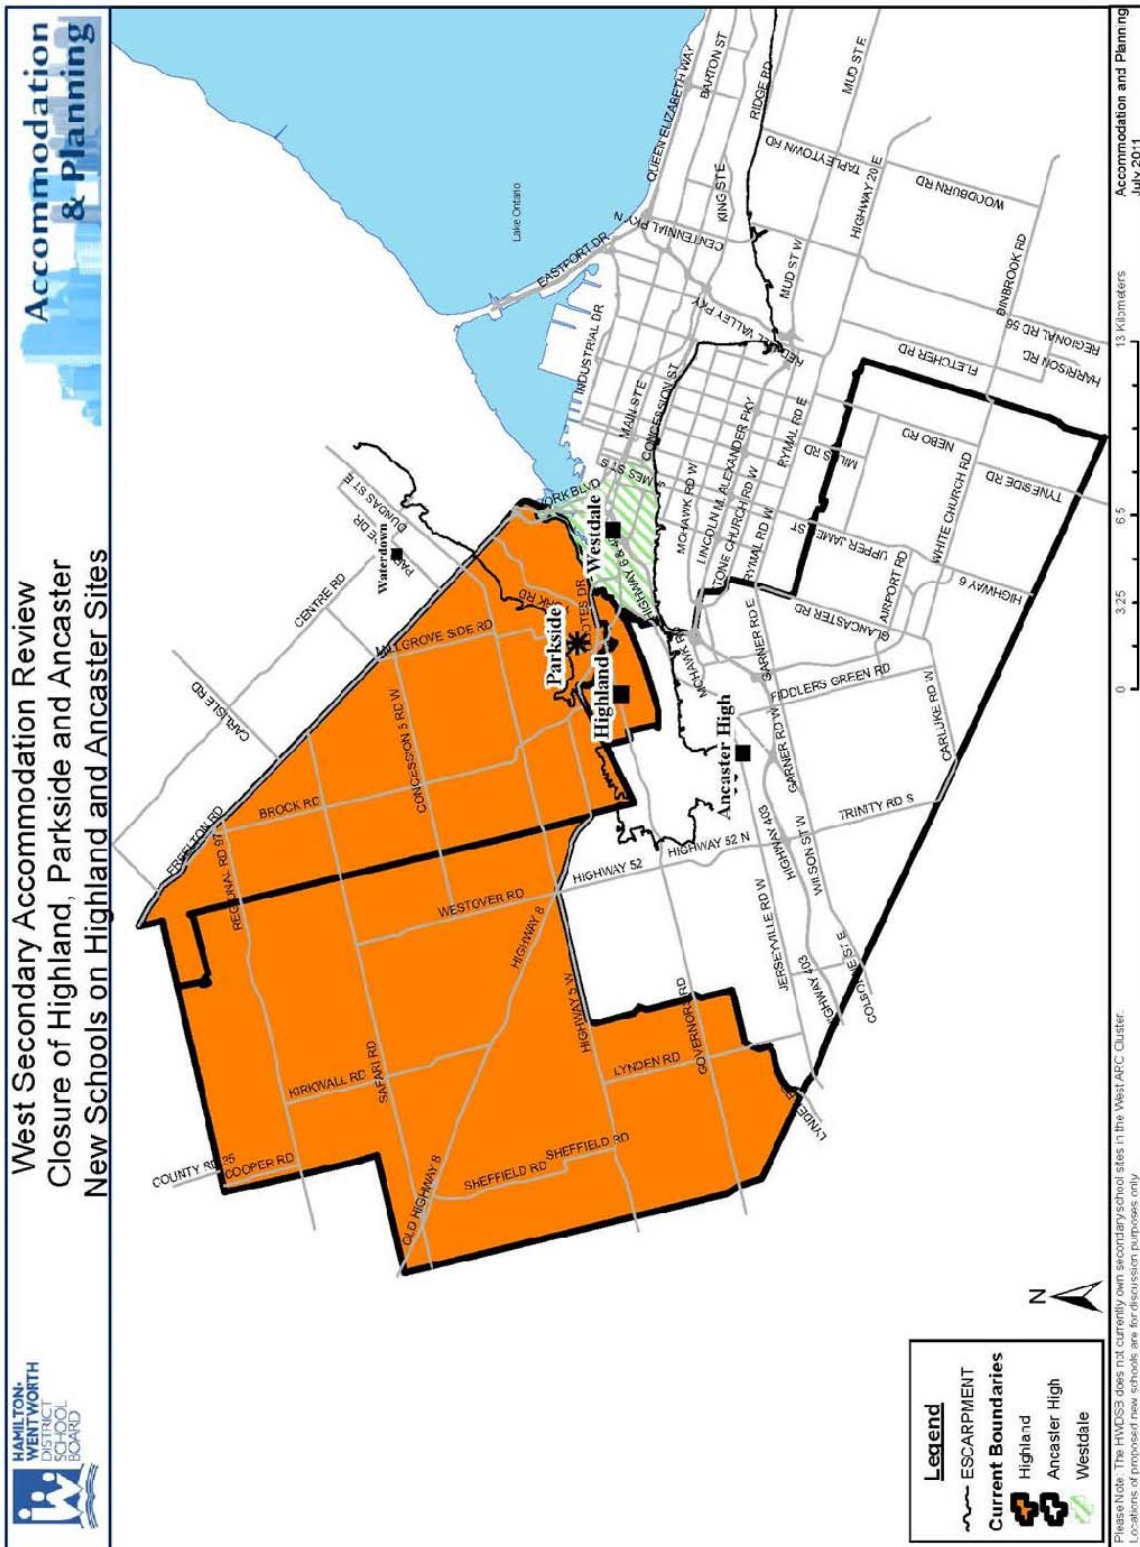 HAMILTON-
WENTWORTH
DISTRICT
SCHOOL
BOARD
West Secondary Accommodation Review
Closure of Highland, Parkside and Ancaster
New Schools on Highland and Ancaster Sites
Accommodation
& Planning
Lake Ontario
COUNTY RD 35
COOPER RD
KIRKWALL RD
SAFARI RD
REGIONAL RD 97
FREELTON RD
BROCK RD
CARLISLE RD
CENTRE RD
MILLGROVE SIDE RD
CONCESSION 5 RD W
WESTOVER RD
HIGHWAY 8
OLD HIGHWAY 8
SHEFFIELD RD
SHEFFIELD RD
HIGHWAY 5 W
LYNDEN RD
GOVERNORS RD
HIGHWAY 52
HIGHWAY 52 N
DUNDAS ST E
Waterdown
Parkside
Highland
Westdale
Ancaster High
YORK BLVD
EASTPORT DR
INDUSTRIAL DR
MAIN ST E
CONCESSION ST
JAMES ST S
QUEEN ELIZABETH WAY
BARTON ST
KING ST E
CENTENNIAL PKY N
RIDGE RD
MUD ST E
MUD ST W
TAPLEYTOWN RD
HIGHWAY 20 E
WOODBURN RD
BINBROOK RD
REGIONAL RD 56
HARRISON RD
FLETCHER RD
RED HILL VALLEY PKY
MOHAWK RD W
LINCOLN M. ALEXANDER PKY
STONE CHURCH RD W
RYMAL RD W
RYMAL RD E
MILES RD
NEBO RD
TYNESIDE RD
WHITE CHURCH RD
UPPER JAMES ST
AIRPORT RD
HIGHWAY 6
GLANCASTER RD
GARNER RD E
GARNER RD W
FIDDLERS GREEN RD
CARLUKE RD W
TRINITY RD S
HIGHWAY 403
WILSON ST W
JERSEYVILLE RD W
HIGHWAY 403
COLBORNE ST E
N
Legend
ESCARPMENT
Current Boundaries
Highland
Ancaster High
Westdale
0 3.25 6.5 13 Kilometers
Please Note: The HWDSB does not currently own secondary school sites in the West ARC Cluster.
Locations of proposed new schools are for discussion purposes only
Accommodation and Planning
July 2011